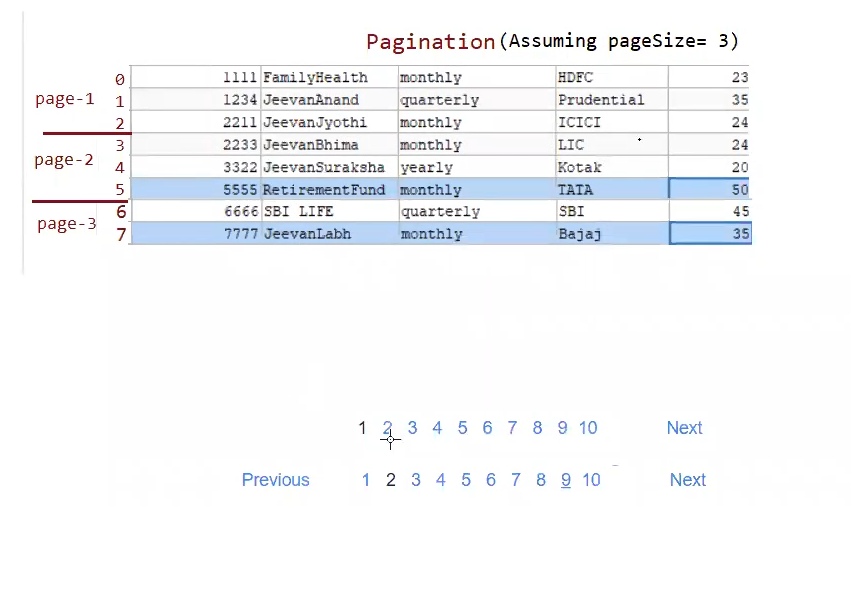 Pagination(Assuming pageSize= 3)
0 1111 FamilyHealth monthly HDFC 23
page-1 1 1234 JeevanAnand quarterly Prudential 35
2 2211 JeevanJyothi monthly ICICI 24
3 2233 JeevanBhima monthly LIC 24
page-2 4 3322 JeevanSuraksha yearly Kotak 20
5 5555 RetirementFund monthly TATA 50
6 6666 SBI LIFE quarterly SBI 45
page-3 7 7777 JeevanLabh monthly Bajaj 35
1 2 3 4 5 6 7 8 9 10 Next
Previous 1 2 3 4 5 6 7 8 9 10 Next